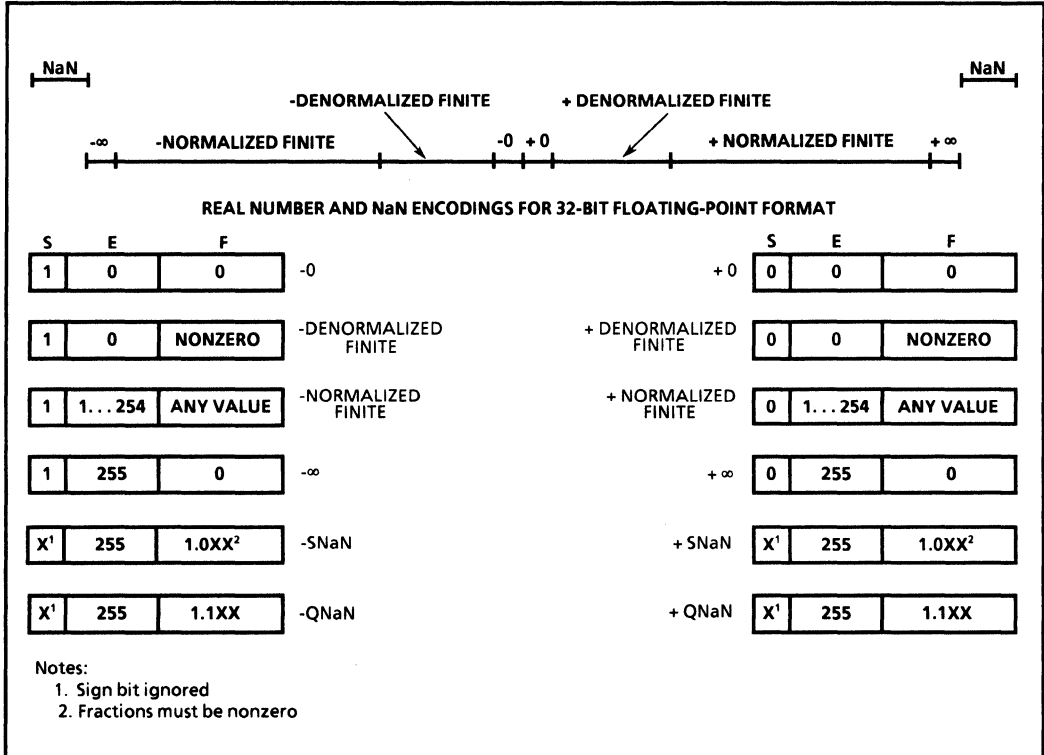 NaN NaN
-DENORMALIZED FINITE + DENORMALIZED FINITE
-∞ -NORMALIZED FINITE -0 + 0 + NORMALIZED FINITE + ∞
REAL NUMBER AND NaN ENCODINGS FOR 32-BIT FLOATING-POINT FORMAT
S E F S E F
1 0 0 -0 + 0 0 0 0
1 0 NONZERO -DENORMALIZED FINITE + DENORMALIZED FINITE 0 0 NONZERO
1 1...254 ANY VALUE -NORMALIZED FINITE + NORMALIZED FINITE 0 1...254 ANY VALUE
1 255 0 -∞ + ∞ 0 255 0
X¹ 255 1.0XX² -SNaN + SNaN X¹ 255 1.0XX²
X¹ 255 1.1XX -QNaN + QNaN X¹ 255 1.1XX
Notes:
1. Sign bit ignored
2. Fractions must be nonzero